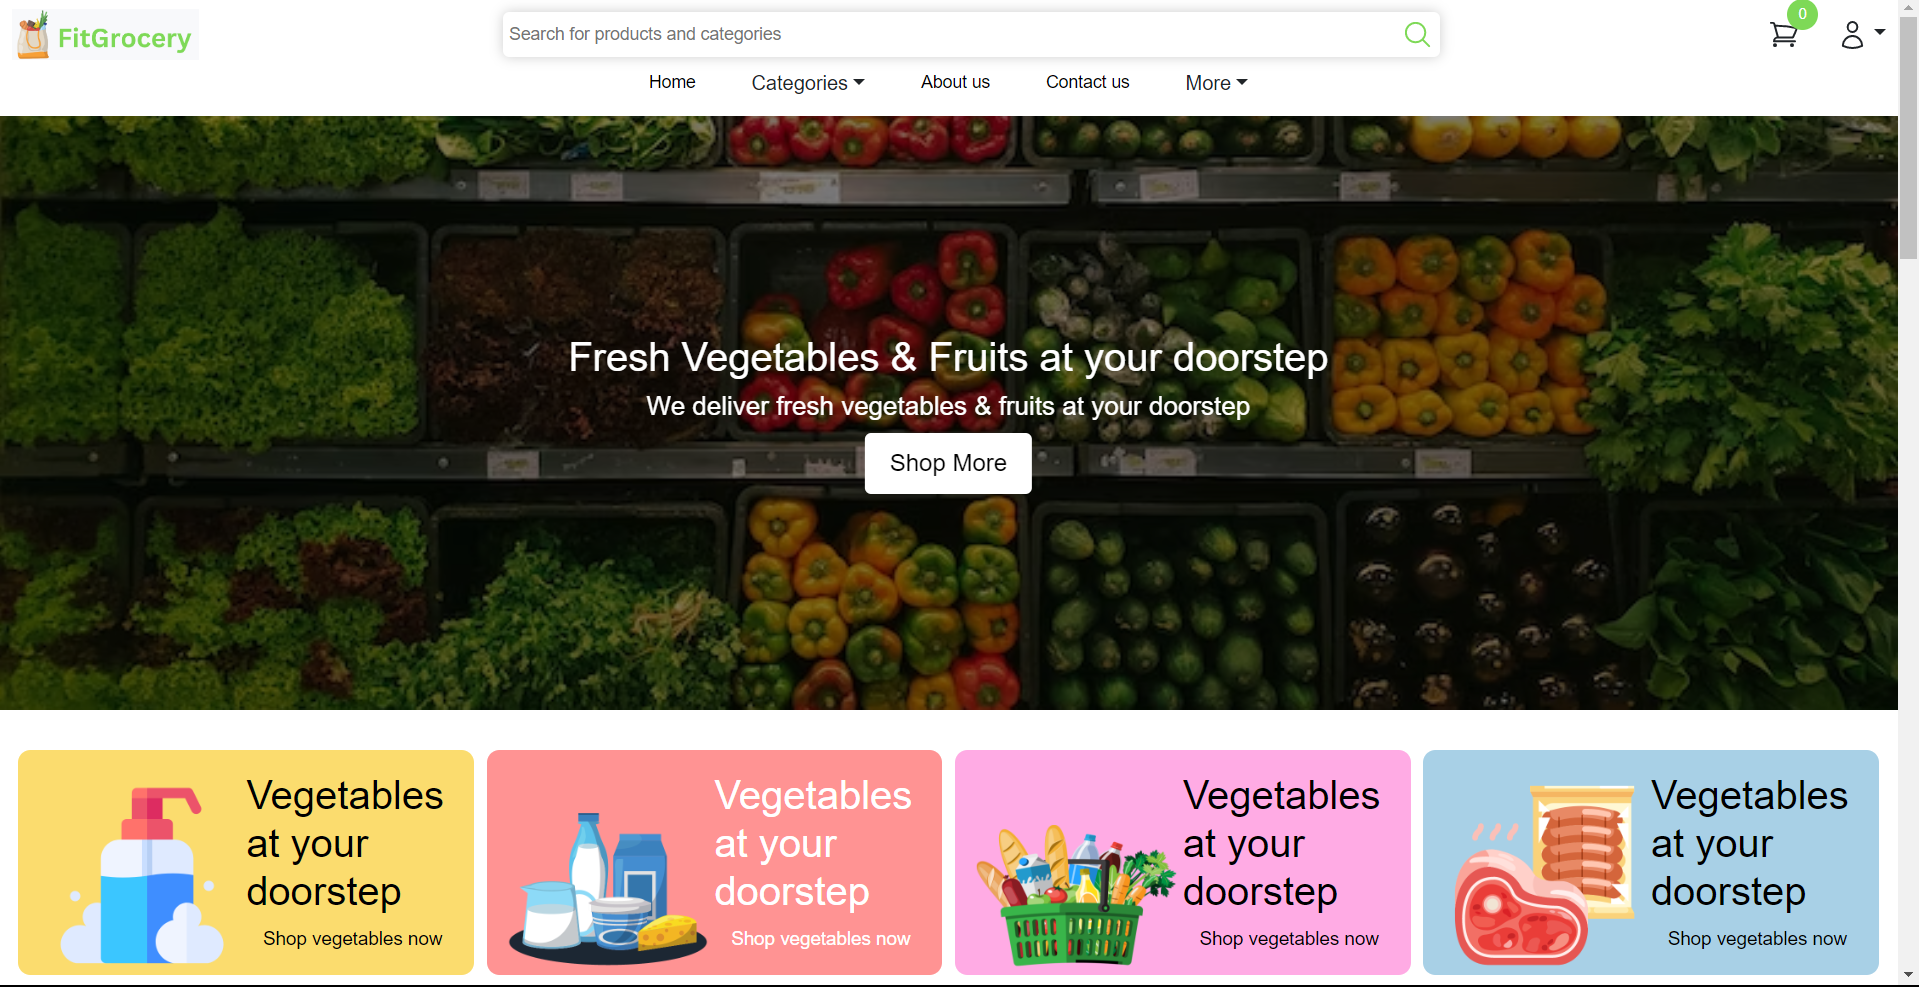 FitGrocery
Search for products and categories
0
Home Categories About us Contact us More
Fresh Vegetables & Fruits at your doorstep
We deliver fresh vegetables & fruits at your doorstep
Shop More
Vegetables
at your
doorstep
Shop vegetables now
Vegetables
at your
doorstep
Shop vegetables now
Vegetables
at your
doorstep
Shop vegetables now
Vegetables
at your
doorstep
Shop vegetables now